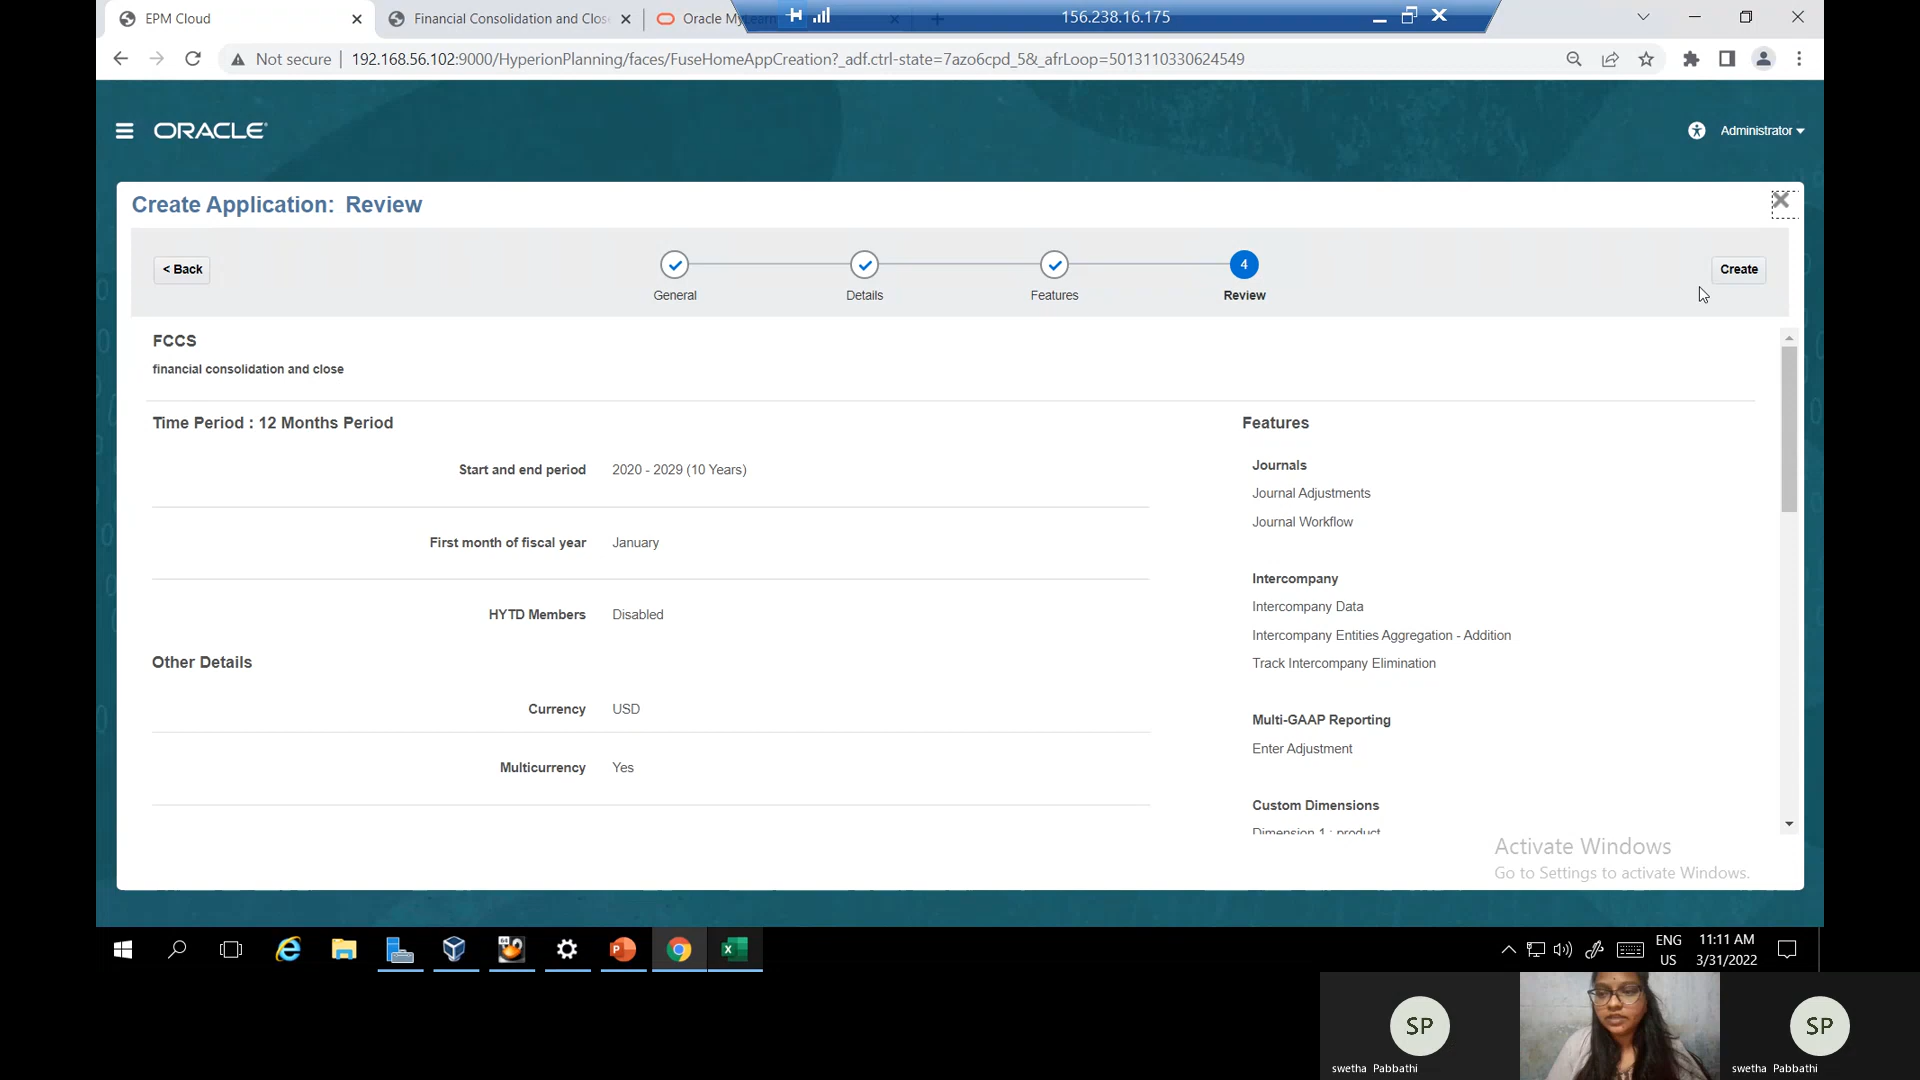 EPM Cloud
Financial Consolidation and Clos
Oracle MyLearn
156.238.16.175
Not secure
192.168.56.102:9000/HyperionPlanning/faces/FuseHomeAppCreation?_adf.ctrl-state=7azo6cpd_5&_afrLoop=5013110330624549
ORACLE
Administrator
Create Application: Review
< Back
4
Create
General
Details
Features
Review
FCCS
financial consolidation and close
Time Period : 12 Months Period
Features
Start and end period 2020 - 2029 (10 Years)
First month of fiscal year January
HYTD Members Disabled
Other Details
Currency USD
Multicurrency Yes
Journals
Journal Adjustments
Journal Workflow
Intercompany
Intercompany Data
Intercompany Entities Aggregation - Addition
Track Intercompany Elimination
Multi-GAAP Reporting
Enter Adjustment
Custom Dimensions
Dimension 1 : product
Activate Windows
Go to Settings to activate Windows.
ENG
US
11:11 AM
3/31/2022
SP
swetha Pabbathi
SP
swetha Pabbathi